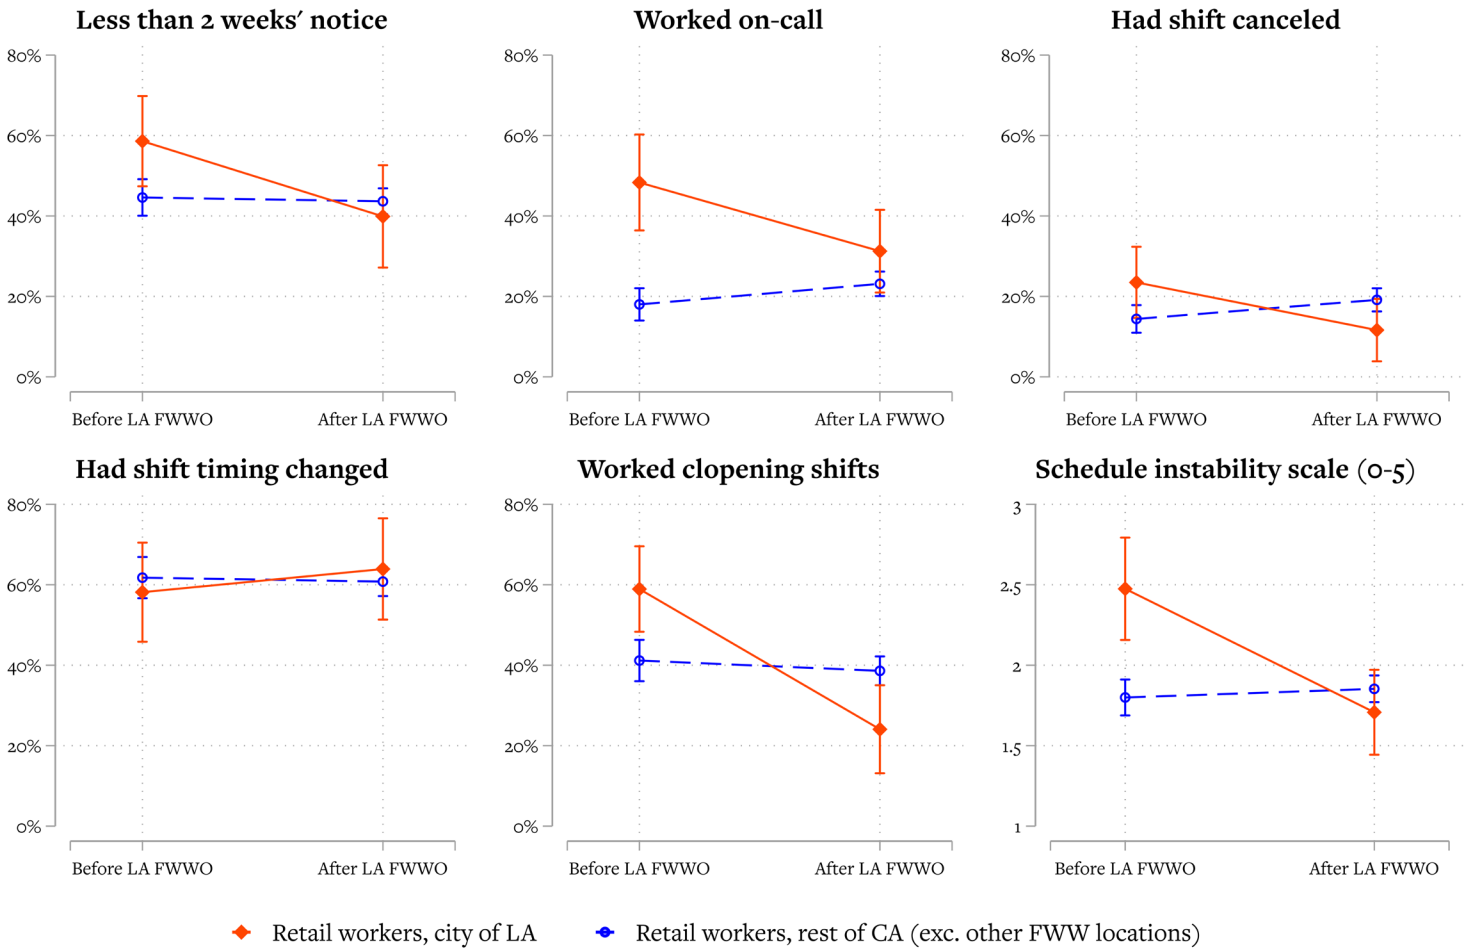 Less than 2 weeks' notice
80%
60%
40%
20%
0%
Before LA FWWO After LA FWWO
Worked on-call
80%
60%
40%
20%
0%
Before LA FWWO After LA FWWO
Had shift canceled
80%
60%
40%
20%
0%
Before LA FWWO After LA FWWO
Had shift timing changed
80%
60%
40%
20%
0%
Before LA FWWO After LA FWWO
Worked clopening shifts
80%
60%
40%
20%
0%
Before LA FWWO After LA FWWO
Schedule instability scale (0-5)
3
2.5
2
1.5
1
Before LA FWWO After LA FWWO
Retail workers, city of LA Retail workers, rest of CA (exc. other FWW locations)